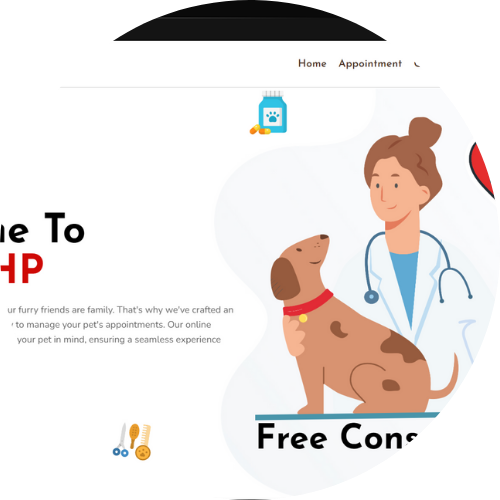 Home Appointment
To
HP
ur furry friends are family. That's why we've crafted an
to manage your pet's appointments. Our online
your pet in mind, ensuring a seamless experience
Free Cons